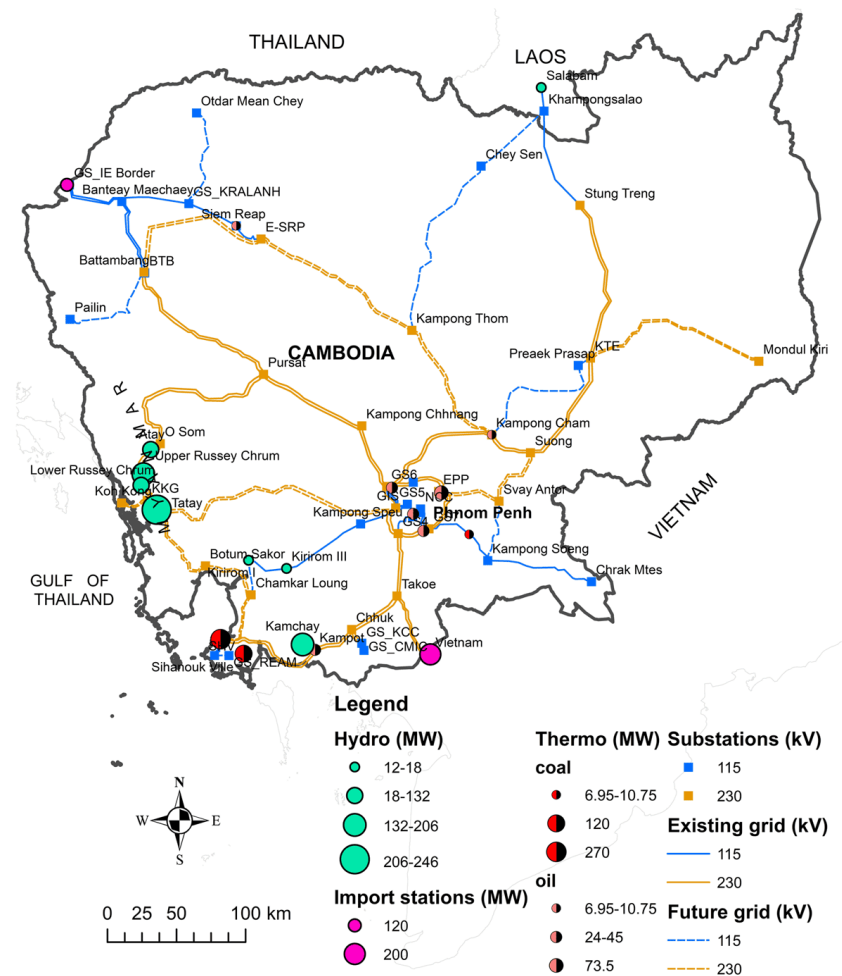 THAILAND
LAOS
Salabam
Khampongsalao
Otdar Mean Chey
Chey Sen
GS_IE Border
Banteay Maechaey
GS_KRALANH
Stung Treng
Siem Reap
E-SRP
BattambangBTB
Pailin
Kampong Thom
CAMBODIA
Preaek Prasap
KTE
Mondul Kiri
Pursat
Kampong Chhnang
Kampong Cham
Atay
O Som
Upper Russey Chrum
Suong
Lower Russey Chrum
GS6
EPP
Koh Kong
KKG
GS5
Svay Antor
Tatay
Kampong Speu
Phnom Penh
VIETNAM
GS4
Kampong Soeng
Botum Sakor
Kirirom III
GULF OF
THAILAND
Kirirom I
Chamkar Loung
Takoe
Chrak Mtes
Kamchay
Chhuk
Kampot
GS_KCC
GS_CMIC
Vietnam
SHV
Sihanouk Ville
GS_REAM
Legend
Hydro (MW)
12-18
18-132
132-206
206-246
Import stations (MW)
120
200
Thermo (MW)
coal
6.95-10.75
120
270
oil
6.95-10.75
24-45
73.5
Substations (kV)
115
230
Existing grid (kV)
115
230
Future grid (kV)
115
230
N
W
E
S
0 25 50 100 km